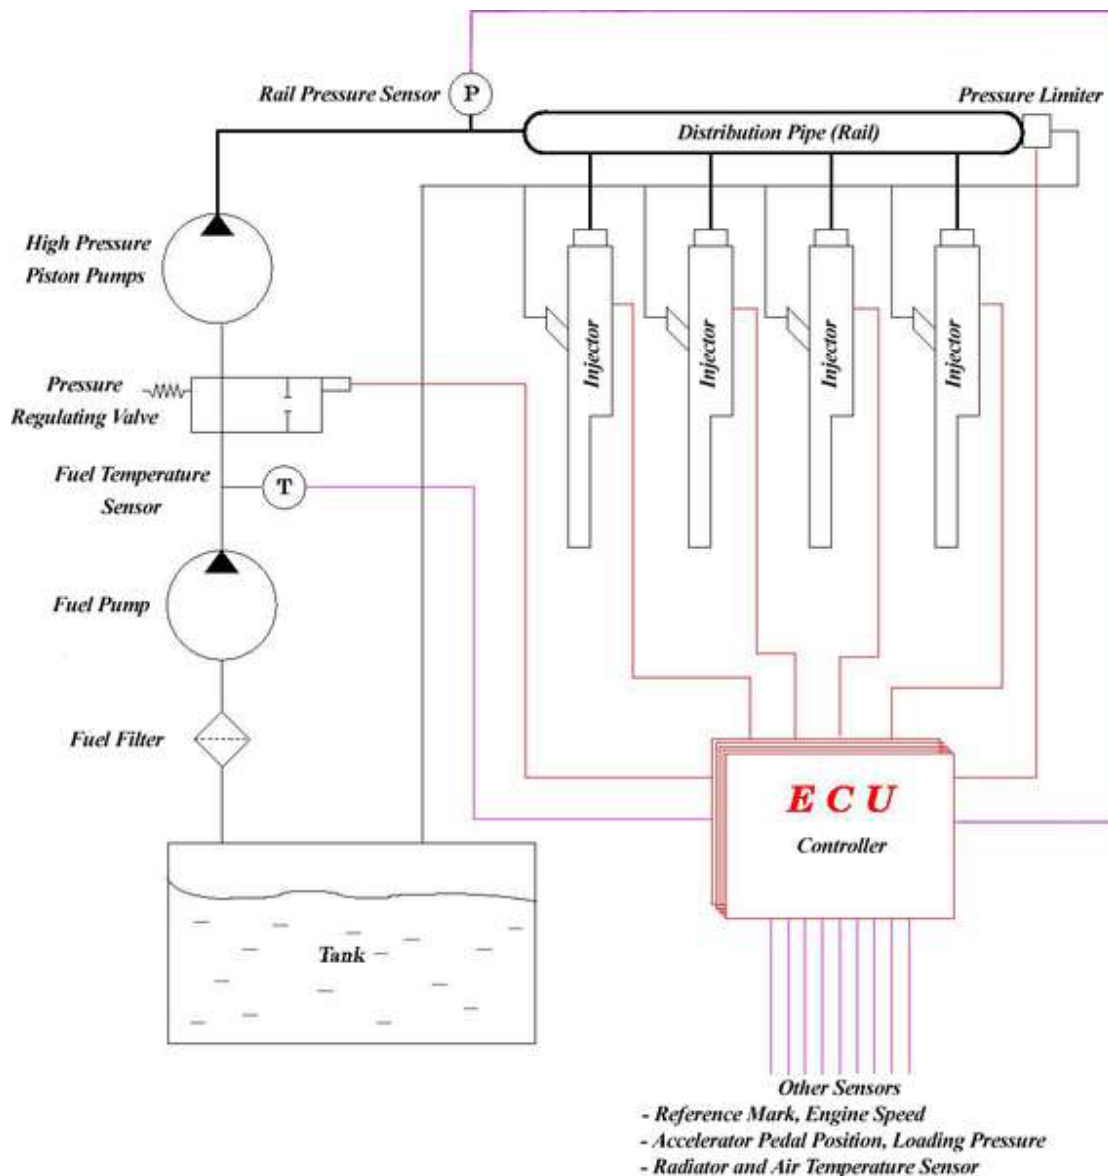 Rail Pressure Sensor
P
Pressure Limiter
Distribution Pipe (Rail)
High Pressure
Piston Pumps
Injector
Injector
Injector
Injector
Pressure
Regulating Valve
Fuel Temperature
Sensor
T
Fuel Pump
Fuel Filter
E C U
Controller
Tank
Other Sensors
- Reference Mark, Engine Speed
- Accelerator Pedal Position, Loading Pressure
- Radiator and Air Temperature Sensor